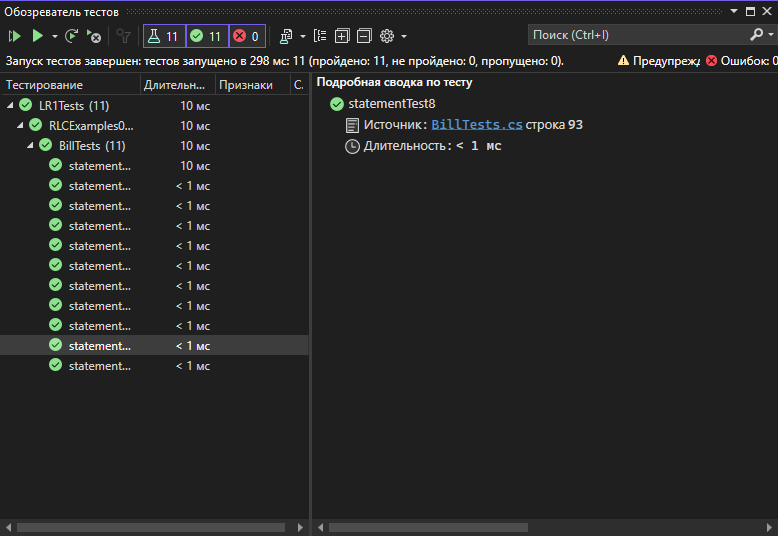 Обозреватель тестов
11 11 0
Поиск (Ctrl+I)
Запуск тестов завершен: тестов запущено в 298 мс: 11 (пройдено: 11, не пройдено: 0, пропущено: 0).
Предупреж
Ошибок: 0
Тестирование Длительн... Признаки С.
LR1Tests (11) 10 мс
RLCExamples0... 10 мс
BillTests (11) 10 мс
statement... 10 мс
statement... < 1 мс
statement... < 1 мс
statement... < 1 мс
statement... < 1 мс
statement... < 1 мс
statement... < 1 мс
statement... < 1 мс
statement... < 1 мс
statement... < 1 мс
statement... < 1 мс
Подробная сводка по тесту
statementTest8
Источник: BillTests.cs строка 93
Длительность: < 1 мс